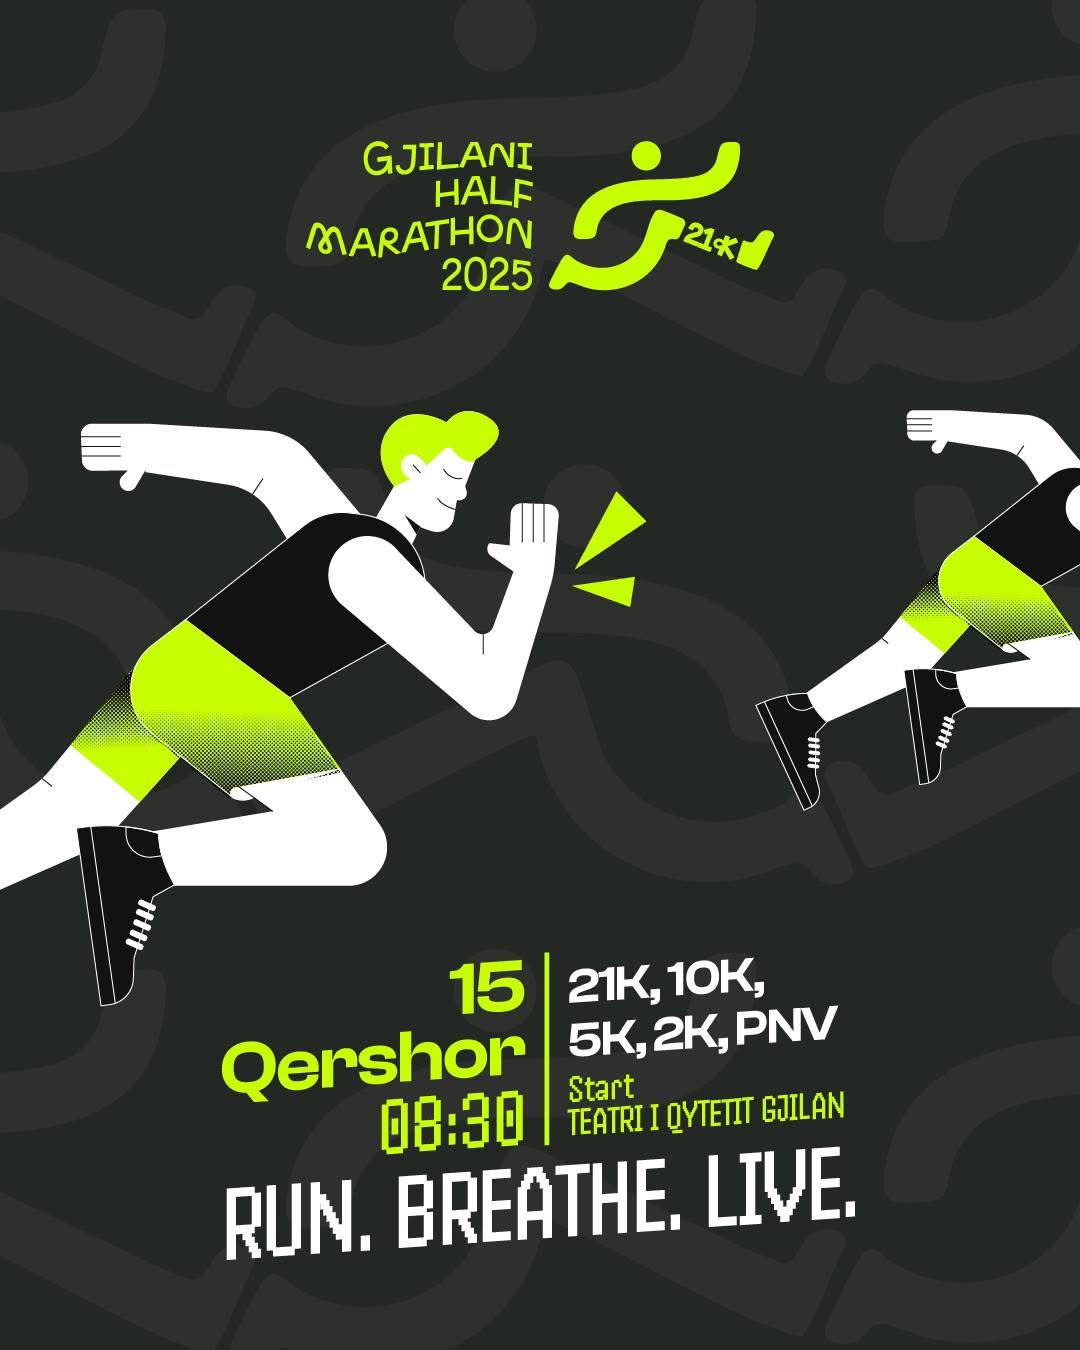 GJILANI
HALF
MARATHON
2025
21K
15
Qershor
08:30
21K, 10K,
5K, 2K, PNV
Start
TEATRI I QYTETIT GJILAN
RUN. BREATHE. LIVE.